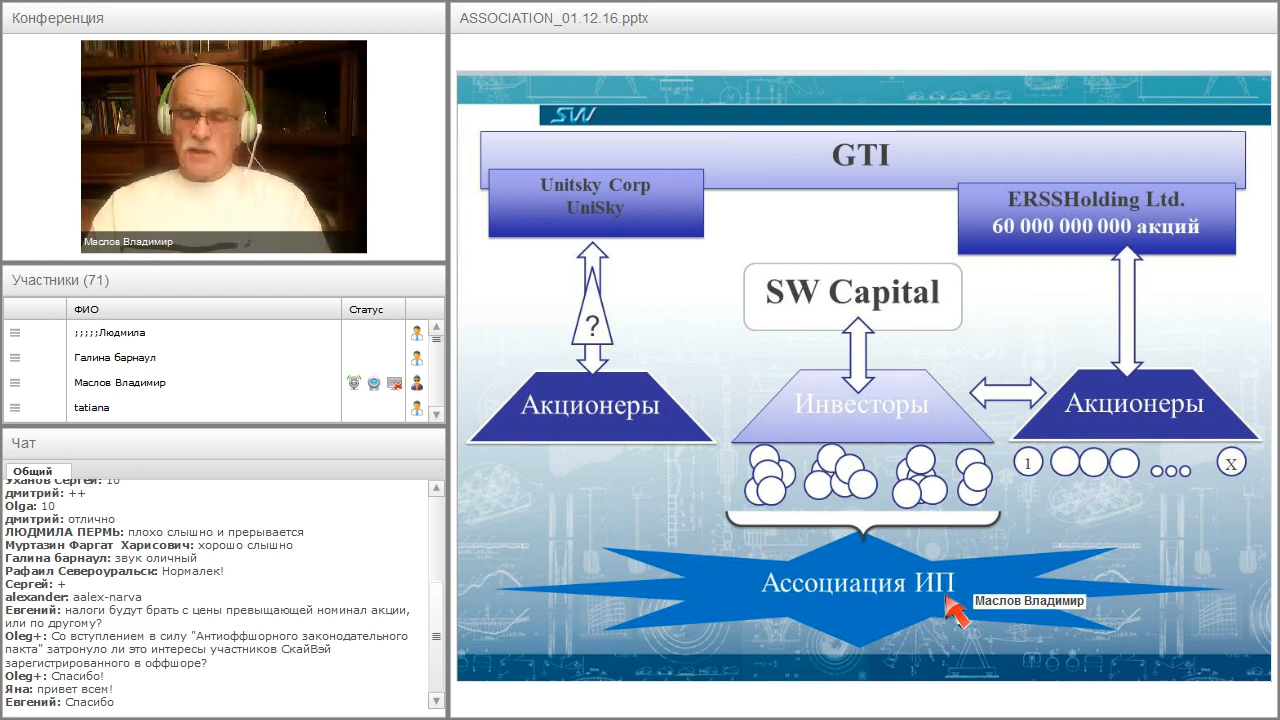 Конференция
Маслов Владимир
Участники (71)
ФИО
Статус
;;;;;Людмила
Галина барнаул
Маслов Владимир
tatiana
Чат
Общий
Уханов Сергей: 10
дмитрий: ++
Olga: 10
дмитрий: отлично
ЛЮДМИЛА ПЕРМЬ: плохо слышно и прерывается
Муртазин Фаргат Харисович: хорошо слышно
Галина барнаул: звук оличный
Рафаил Североуральск: Нормалек!
Сергей: +
alexander: aalex-narva
Евгений: налоги будут брать с цены превышающей номинал акции,
или по другому?
Oleg+: Со вступлением в силу "Антиоффшорного законодательного
пакта" затронуло ли это интересы участников СкайВэй
зарегистрированного в оффшоре?
Oleg+: Спасибо!
Яна: привет всем!
Евгений: Спасибо
ASSOCIATION_01.12.16.pptx
SW
GTI
Unitsky Corp
UniSky
ERSSHolding Ltd.
60 000 000 000 акций
SW Capital
?
Акционеры
Инвесторы
Акционеры
1
X
Ассоциация ИП
Маслов Владимир